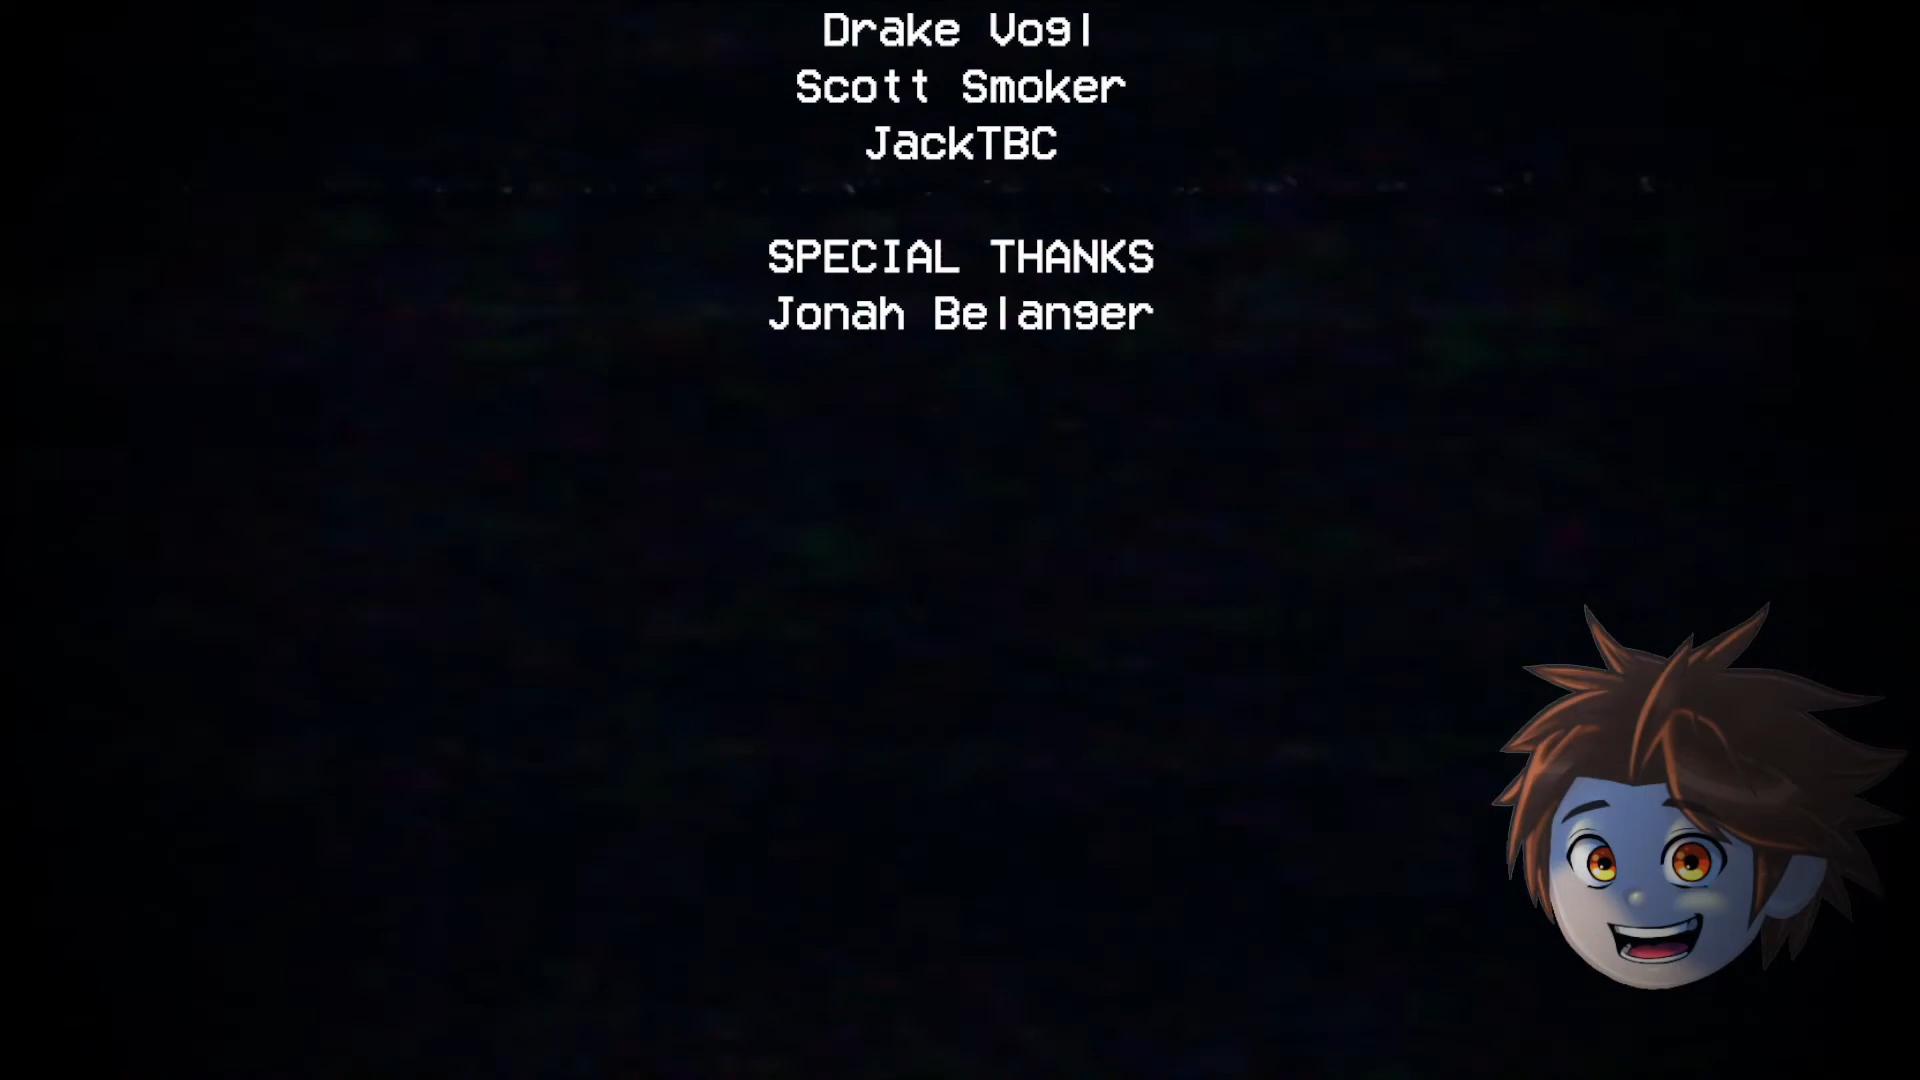 Drake Vogl
Scott Smoker
JackTBC
SPECIAL THANKS
Jonah Belanger